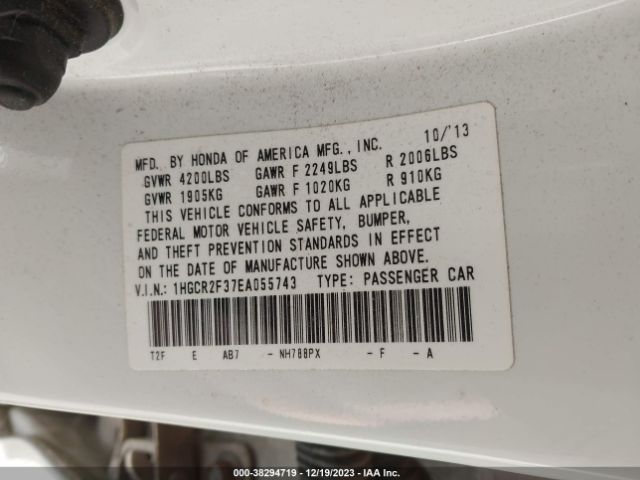 MFD. BY HONDA OF AMERICA MFG., INC. 10/'13
GVWR 4200LBS GAWR F 2249LBS R 2006LBS
GVWR 1905KG GAWR F 1020KG R 910KG
THIS VEHICLE CONFORMS TO ALL APPLICABLE
FEDERAL MOTOR VEHICLE SAFETY, BUMPER,
AND THEFT PREVENTION STANDARDS IN EFFECT
ON THE DATE OF MANUFACTURE SHOWN ABOVE.
V.I.N.: 1HGCR2F37EA055743 TYPE: PASSENGER CAR
T2F E AB7 - NH788PX - F - A
000-38294719 - 12/19/2023 - IAA Inc.